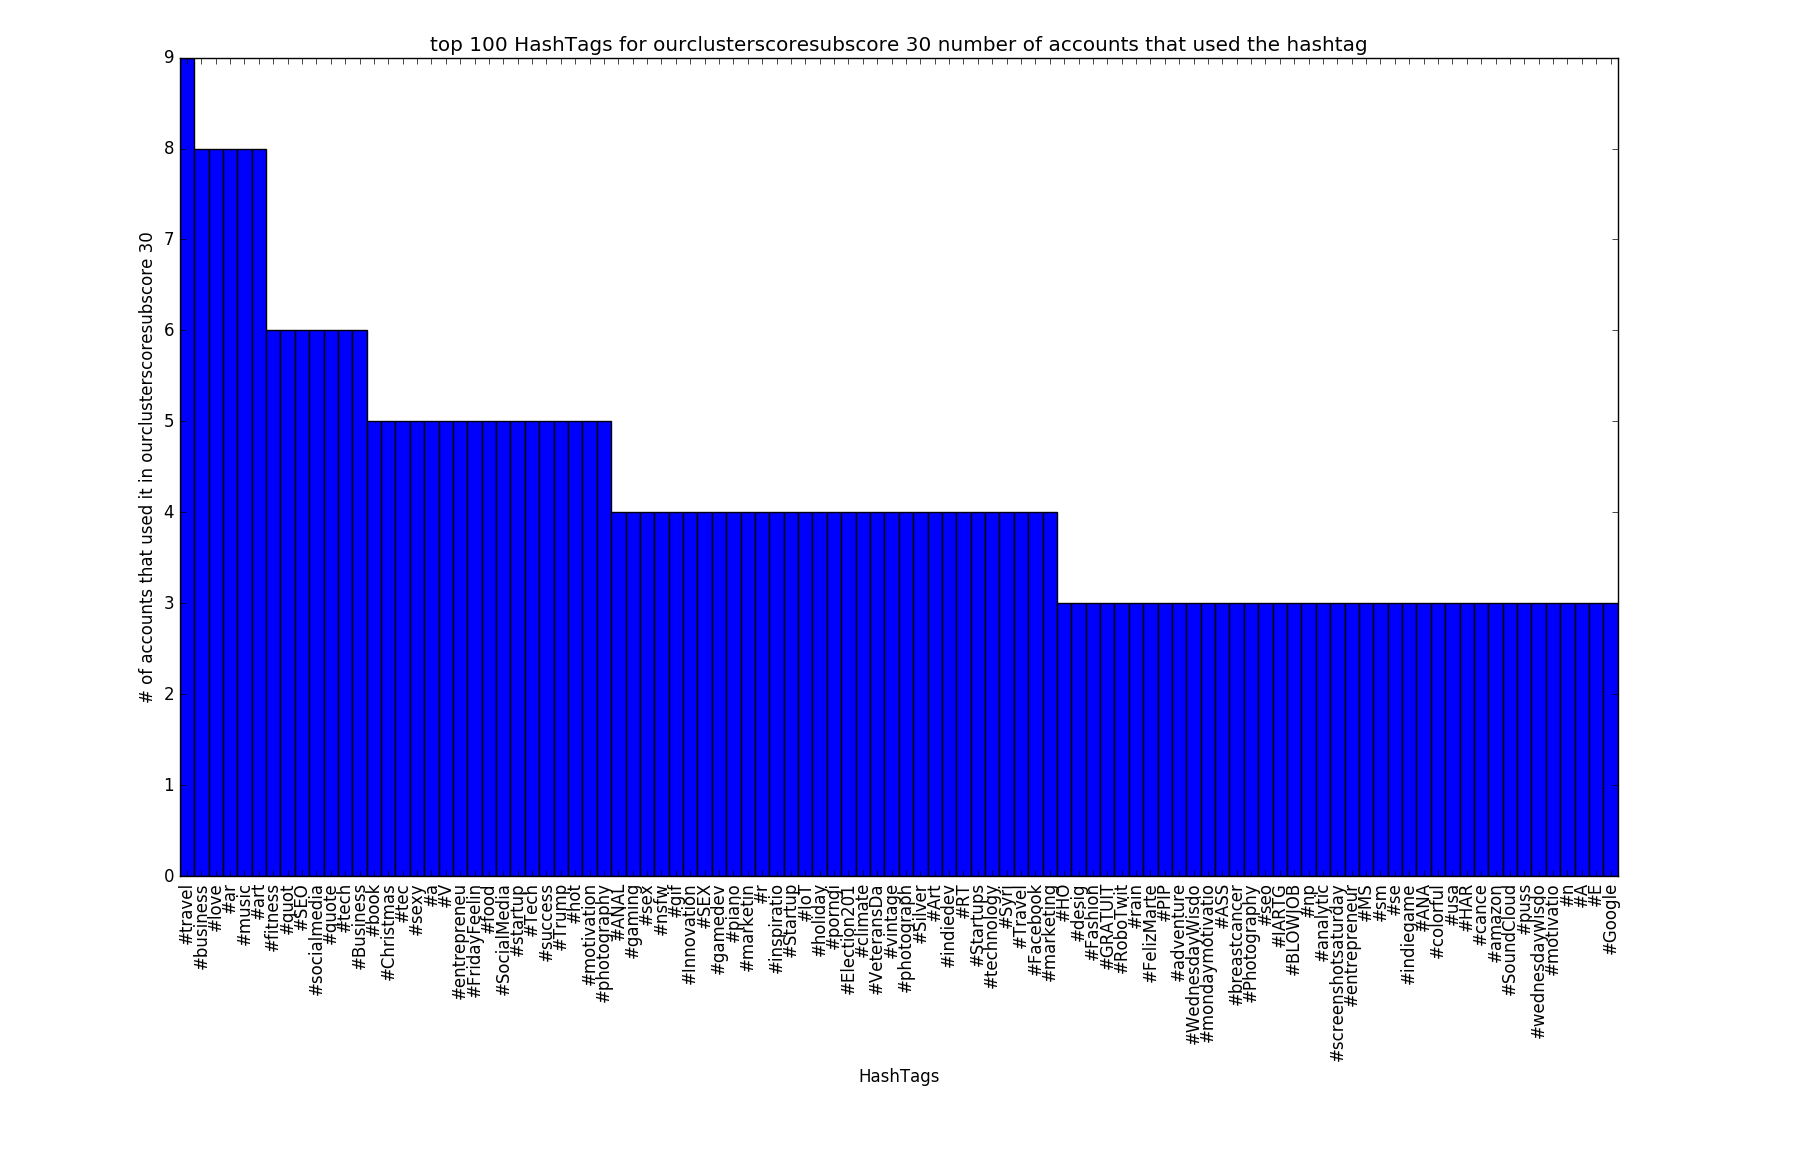 top 100 HashTags for ourclusterscoresubscore 30 number of accounts that used the hashtag
# of accounts that used it in ourclusterscoresubscore 30
9
8
7
6
5
4
3
2
1
0
#travel
#business
#love
#ar
#music
#art
#fitness
#quot
#SEO
#socialmedia
#quote
#tech
#Business
#book
#Christmas
#tec
#sexy
#a
#V
#entrepreneu
#FridayFeelin
#food
#SocialMedia
#startup
#Tech
#success
#Trump
#hot
#motivation
#photography
#ANAL
#gaming
#sex
#nsfw
#gif
#Innovation
#SEX
#gamedev
#piano
#marketin
#r
#inspiratio
#Startup
#IoT
#holiday
#porngi
#Election201
#climate
#VeteransDa
#vintage
#photograph
#Silver
#Art
#indiedev
#RT
#Startups
#technology
#Syri
#Travel
#Facebook
#marketing
#HO
#desig
#Fashion
#GRATUIT
#RoboTwit
#rain
#FelizMarte
#PIP
#adventure
#WednesdayWisdo
#mondaymotivatio
#ASS
#breastcancer
#Photography
#seo
#IARTG
#BLOWJOB
#np
#analytic
#screenshotsaturday
#entrepreneur
#MS
#sm
#se
#indiegame
#ANA
#colorful
#usa
#HAR
#cance
#amazon
#SoundCloud
#puss
#wednesdayWisdo
#motivatio
#n
#A
#E
#Google
HashTags